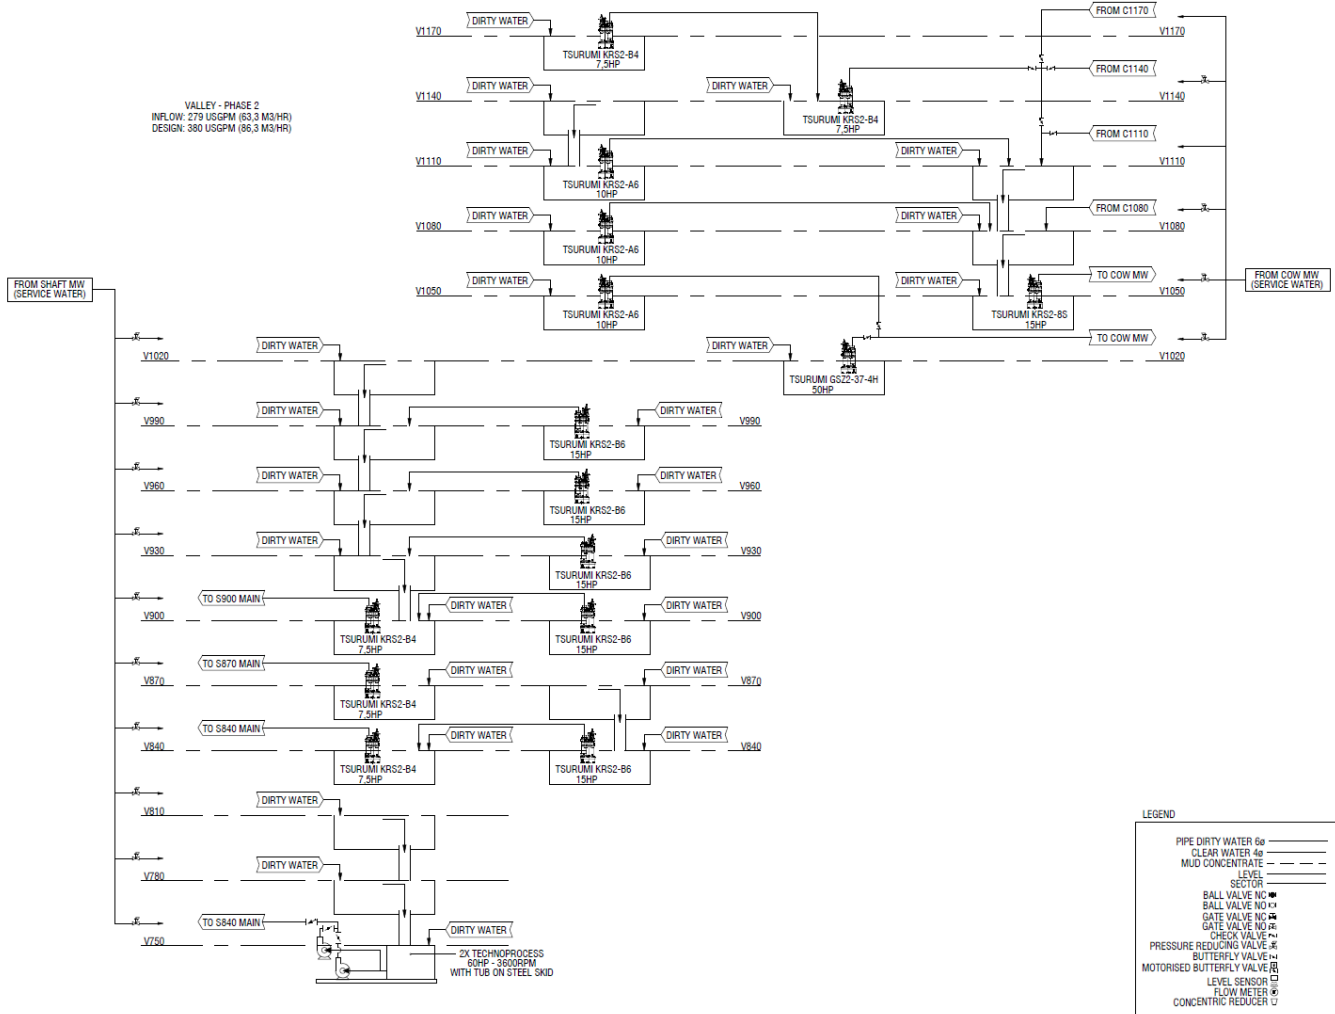 DIRTY WATER
FROM C1170
V1170
V1170
TSURUMI KRS2-B4
7,5HP
FROM C1140
DIRTY WATER
DIRTY WATER
V1140
V1140
VALLEY - PHASE 2
INFLOW: 279 USGPM (63,3 M3/HR)
DESIGN: 380 USGPM (86,3 M3/HR)
TSURUMI KRS2-B4
7,5HP
FROM C1110
DIRTY WATER
DIRTY WATER
V1110
V1110
TSURUMI KRS2-A6
10HP
DIRTY WATER
DIRTY WATER
FROM C1080
V1080
V1080
TSURUMI KRS2-A6
10HP
FROM SHAFT MW
(SERVICE WATER)
DIRTY WATER
DIRTY WATER
TO COW MW
FROM COW MW
(SERVICE WATER)
V1050
V1050
TSURUMI KRS2-A6
10HP
TSURUMI KRS2-8S
15HP
DIRTY WATER
DIRTY WATER
TO COW MW
V1020
V1020
TSURUMI GSZ2-37-4H
50HP
DIRTY WATER
DIRTY WATER
V990
V990
TSURUMI KRS2-B6
15HP
DIRTY WATER
DIRTY WATER
V960
V960
TSURUMI KRS2-B6
15HP
DIRTY WATER
DIRTY WATER
V930
V930
TSURUMI KRS2-B6
15HP
TO S900 MAIN
DIRTY WATER
DIRTY WATER
V900
V900
TSURUMI KRS2-B4
7,5HP
TSURUMI KRS2-B6
15HP
TO S870 MAIN
DIRTY WATER
DIRTY WATER
V870
V870
TSURUMI KRS2-B4
7,5HP
TO S840 MAIN
DIRTY WATER
DIRTY WATER
V840
V840
TSURUMI KRS2-B4
7,5HP
TSURUMI KRS2-B6
15HP
DIRTY WATER
V810
DIRTY WATER
V780
TO S840 MAIN
DIRTY WATER
V750
2X TECHNOPROCESS
60HP - 3600RPM
WITH TUB ON STEEL SKID
LEGEND
PIPE DIRTY WATER 6ø
CLEAR WATER 4ø
MUD CONCENTRATE
LEVEL
SECTOR
BALL VALVE NC
BALL VALVE NO
GATE VALVE NC
GATE VALVE NO
CHECK VALVE
PRESSURE REDUCING VALVE
BUTTERFLY VALVE
MOTORISED BUTTERFLY VALVE
LEVEL SENSOR
FLOW METER
CONCENTRIC REDUCER